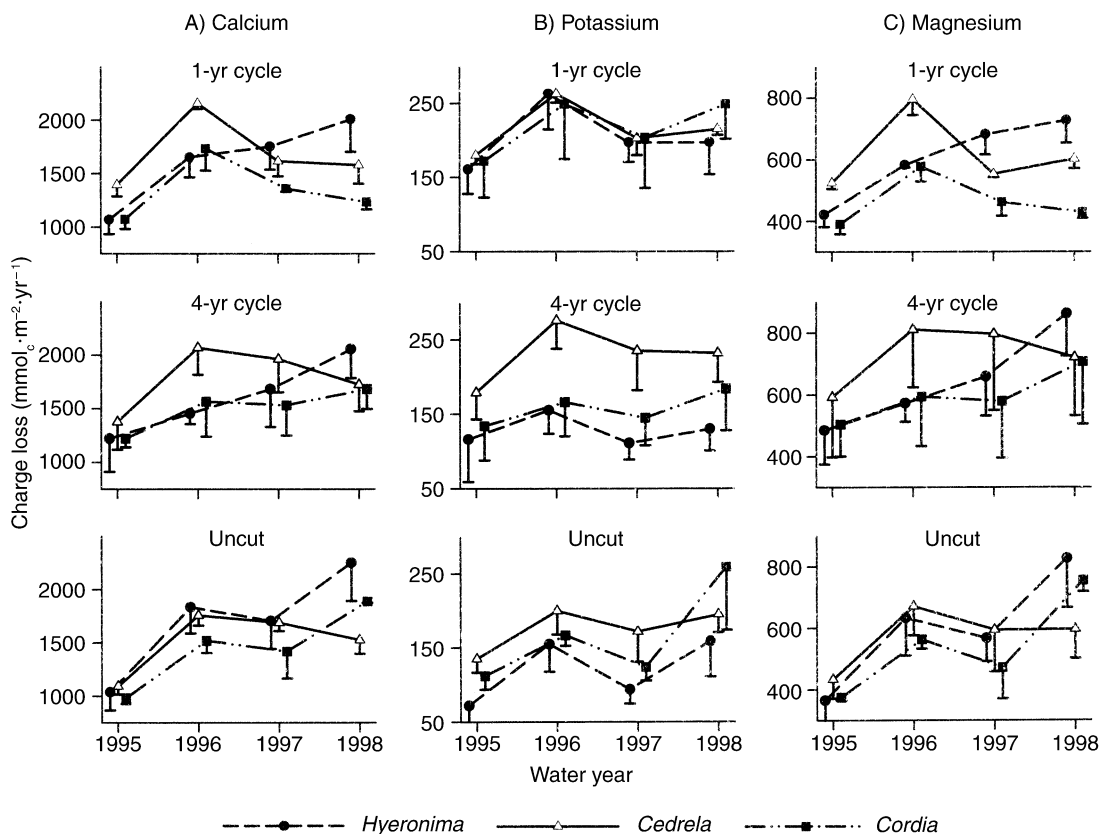 A) Calcium
B) Potassium
C) Magnesium
1-yr cycle
1-yr cycle
1-yr cycle
2000
1500
1000
250
150
50
800
600
400
4-yr cycle
4-yr cycle
4-yr cycle
2000
1500
1000
250
150
50
800
600
400
Uncut
Uncut
Uncut
2000
1500
1000
250
150
50
800
600
400
Charge loss (mmolc·m−2·yr−1)
1995 1996 1997 1998
1995 1996 1997 1998
1995 1996 1997 1998
Water year
Hyeronima
Cedrela
Cordia